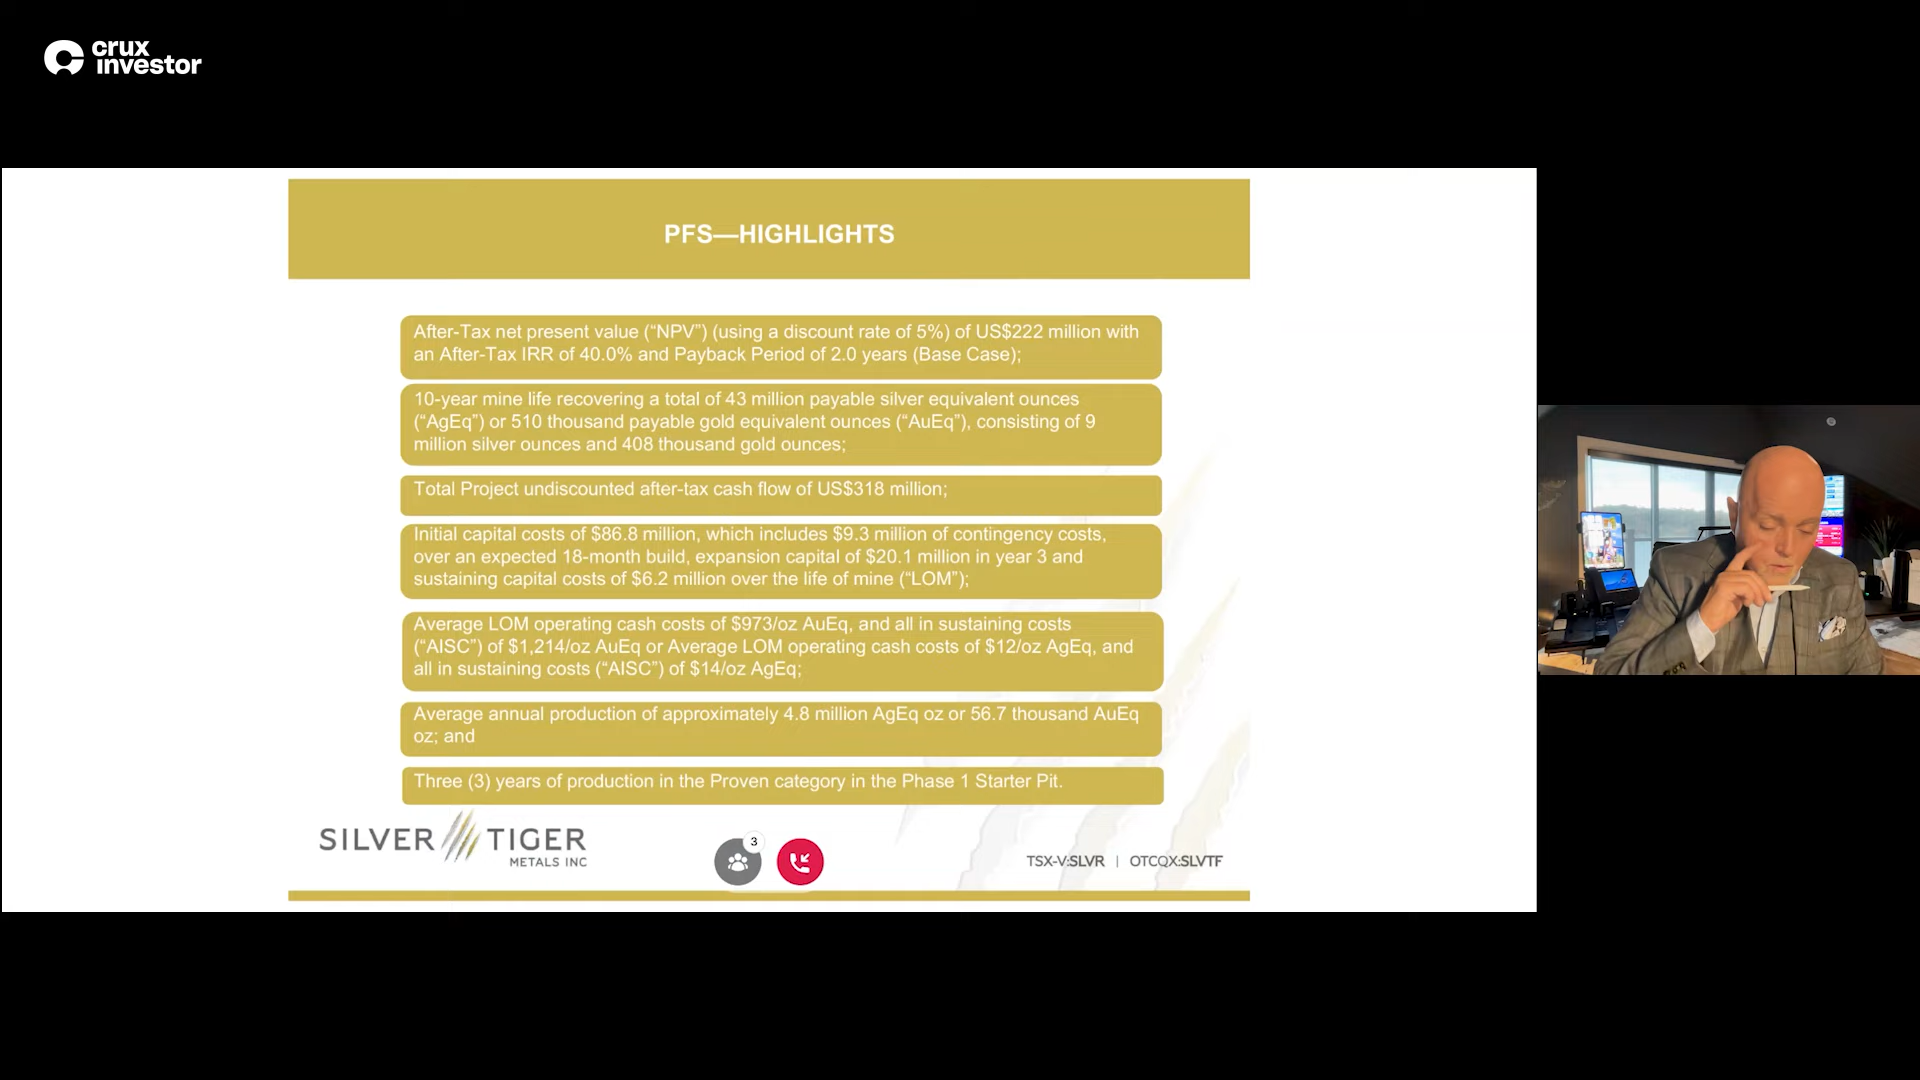 crux
investor
PFS—HIGHLIGHTS
After-Tax net present value (“NPV”) (using a discount rate of 5%) of US$222 million with
an After-Tax IRR of 40.0% and Payback Period of 2.0 years (Base Case);
10-year mine life recovering a total of 43 million payable silver equivalent ounces
(“AgEq”) or 510 thousand payable gold equivalent ounces (“AuEq”), consisting of 9
million silver ounces and 408 thousand gold ounces;
Total Project undiscounted after-tax cash flow of US$318 million;
Initial capital costs of $86.8 million, which includes $9.3 million of contingency costs,
over an expected 18-month build, expansion capital of $20.1 million in year 3 and
sustaining capital costs of $6.2 million over the life of mine (“LOM”);
Average LOM operating cash costs of $973/oz AuEq, and all in sustaining costs
(“AISC”) of $1,214/oz AuEq or Average LOM operating cash costs of $12/oz AgEq, and
all in sustaining costs (“AISC”) of $14/oz AgEq;
Average annual production of approximately 4.8 million AgEq oz or 56.7 thousand AuEq
oz; and
Three (3) years of production in the Proven category in the Phase 1 Starter Pit.
SILVER TIGER
METALS INC
3
TSX-V:SLVR | OTCQX:SLVTF